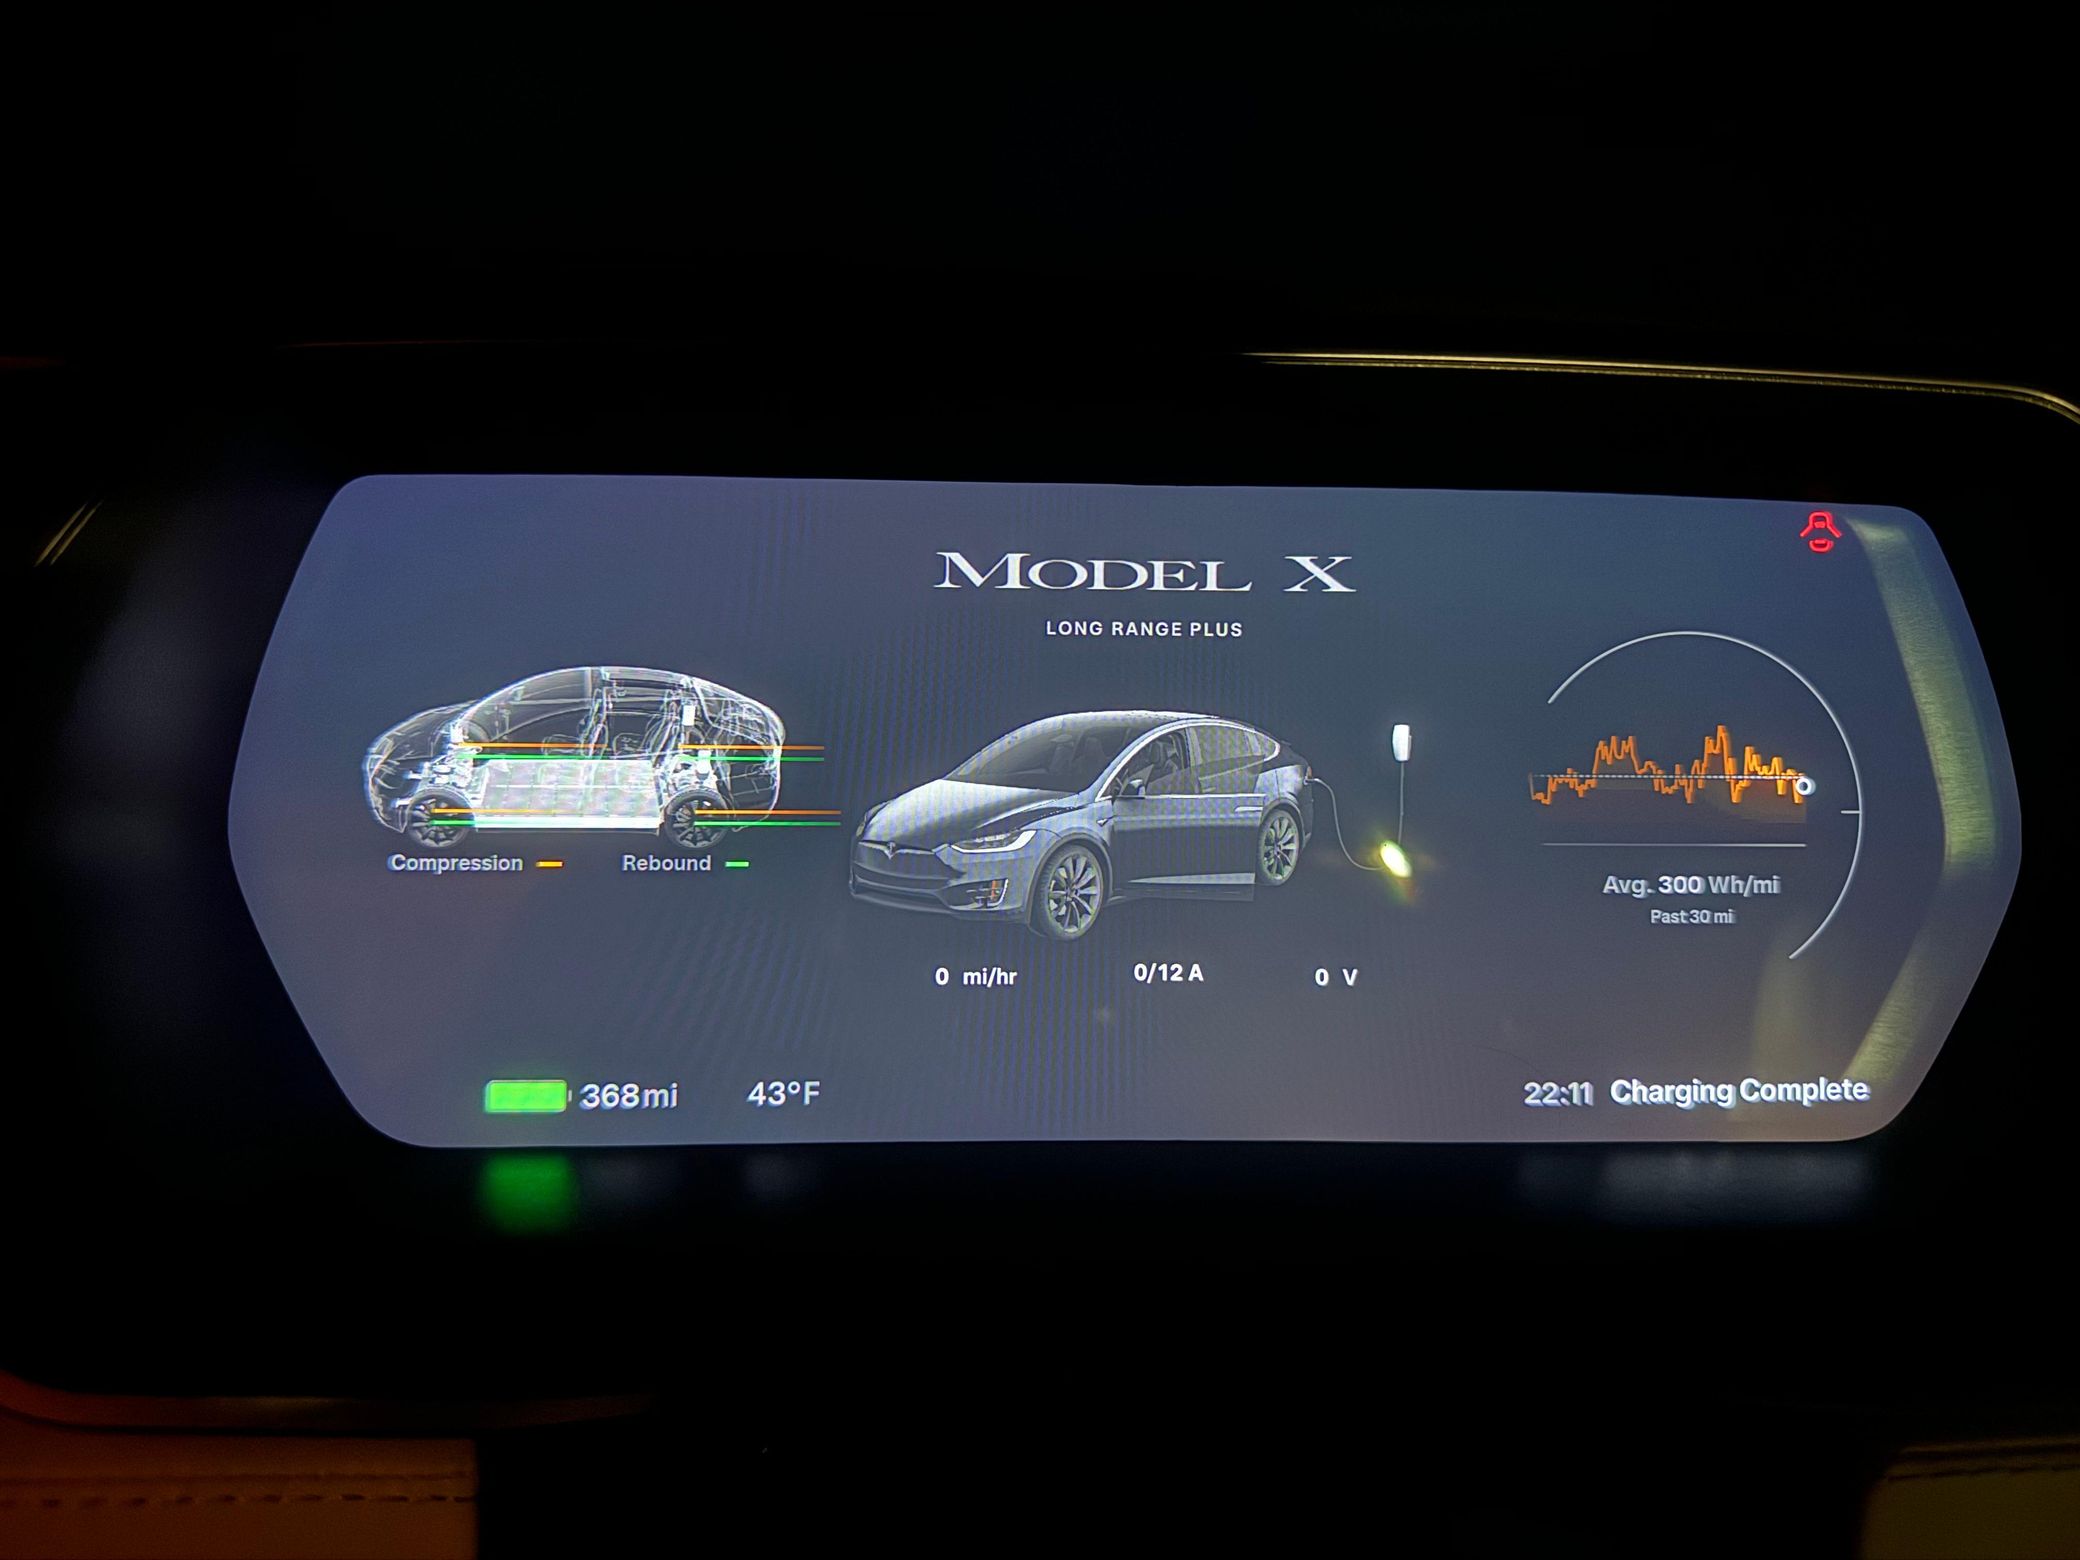 MODEL X
LONG RANGE PLUS
Compression
Rebound
Avg. 300 Wh/mi
Past 30 mi
0 mi/hr
0/12 A
0 V
368mi
43°F
22:11 Charging Complete